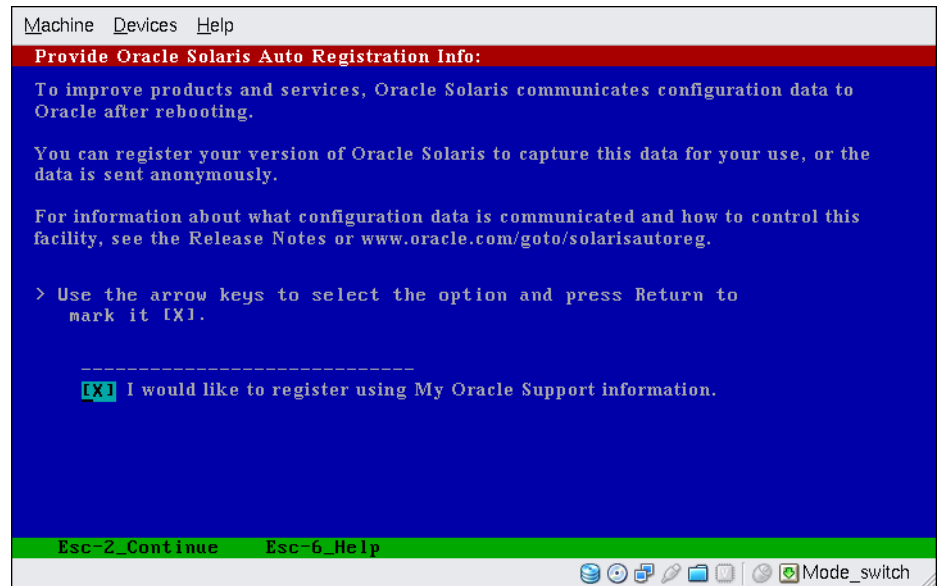 Machine Devices Help
Provide Oracle Solaris Auto Registration Info:
To improve products and services, Oracle Solaris communicates configuration data to
Oracle after rebooting.
You can register your version of Oracle Solaris to capture this data for your use, or the
data is sent anonymously.
For information about what configuration data is communicated and how to control this
facility, see the Release Notes or www.oracle.com/goto/solarisautoreg.
> Use the arrow keys to select the option and press Return to
mark it [X].
____________________________
[X] I would like to register using My Oracle Support information.
Esc-2_Continue Esc-6_Help
Mode_switch